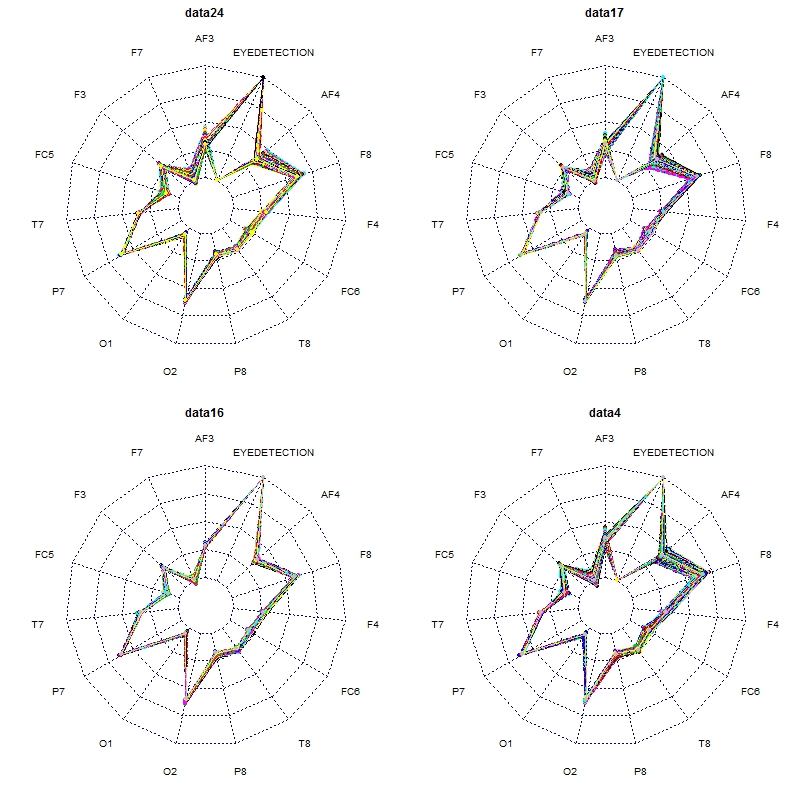 data24
AF3
EYEDETECTION
F7
AF4
F3
F8
FC5
F4
T7
FC6
P7
T8
O1
P8
O2
data17
AF3
EYEDETECTION
F7
AF4
F3
F8
FC5
F4
T7
FC6
P7
T8
O1
P8
O2
data16
AF3
EYEDETECTION
F7
AF4
F3
F8
FC5
F4
T7
FC6
P7
T8
O1
P8
O2
data4
AF3
EYEDETECTION
F7
AF4
F3
F8
FC5
F4
T7
FC6
P7
T8
O1
P8
O2